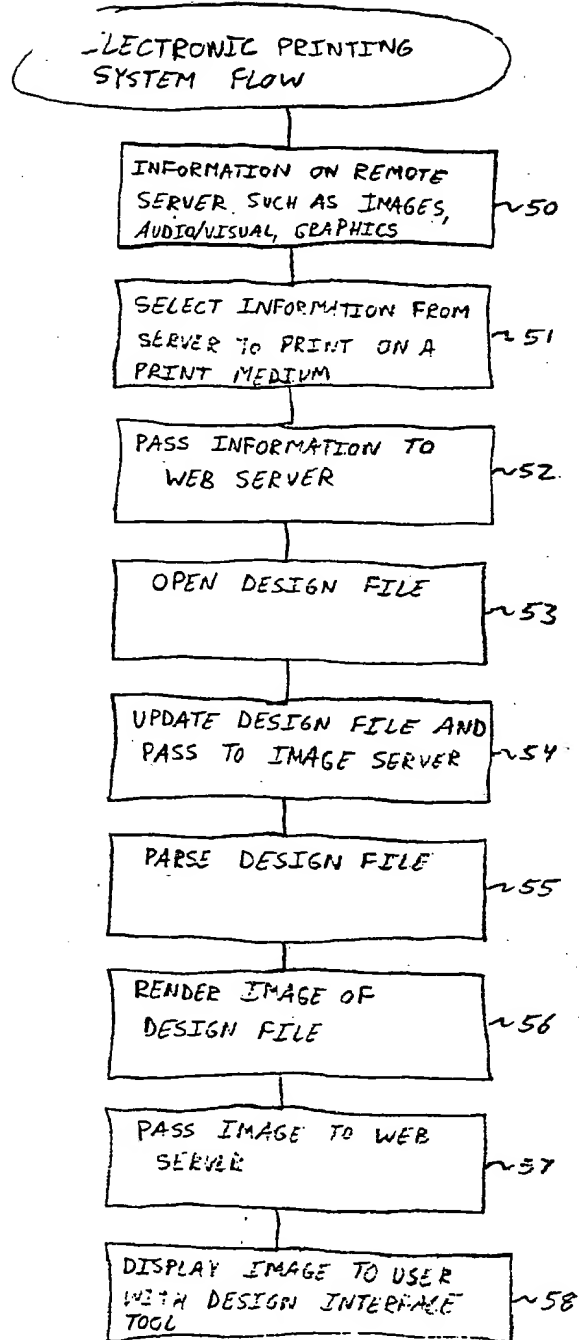 ELECTRONIC PRINTING
SYSTEM FLOW
INFORMATION ON REMOTE
SERVER SUCH AS IMAGES,
AUDIO/VISUAL, GRAPHICS
~50
SELECT INFORMATION FROM
SERVER TO PRINT ON A
PRINT MEDIUM
~51
PASS INFORMATION TO
WEB SERVER
~52
OPEN DESIGN FILE
~53
UPDATE DESIGN FILE AND
PASS TO IMAGE SERVER
~54
PARSE DESIGN FILE
~55
RENDER IMAGE OF
DESIGN FILE
~56
PASS IMAGE TO WEB
SERVER
~57
DISPLAY IMAGE TO USER
WITH DESIGN INTERFACE
TOOL
~58